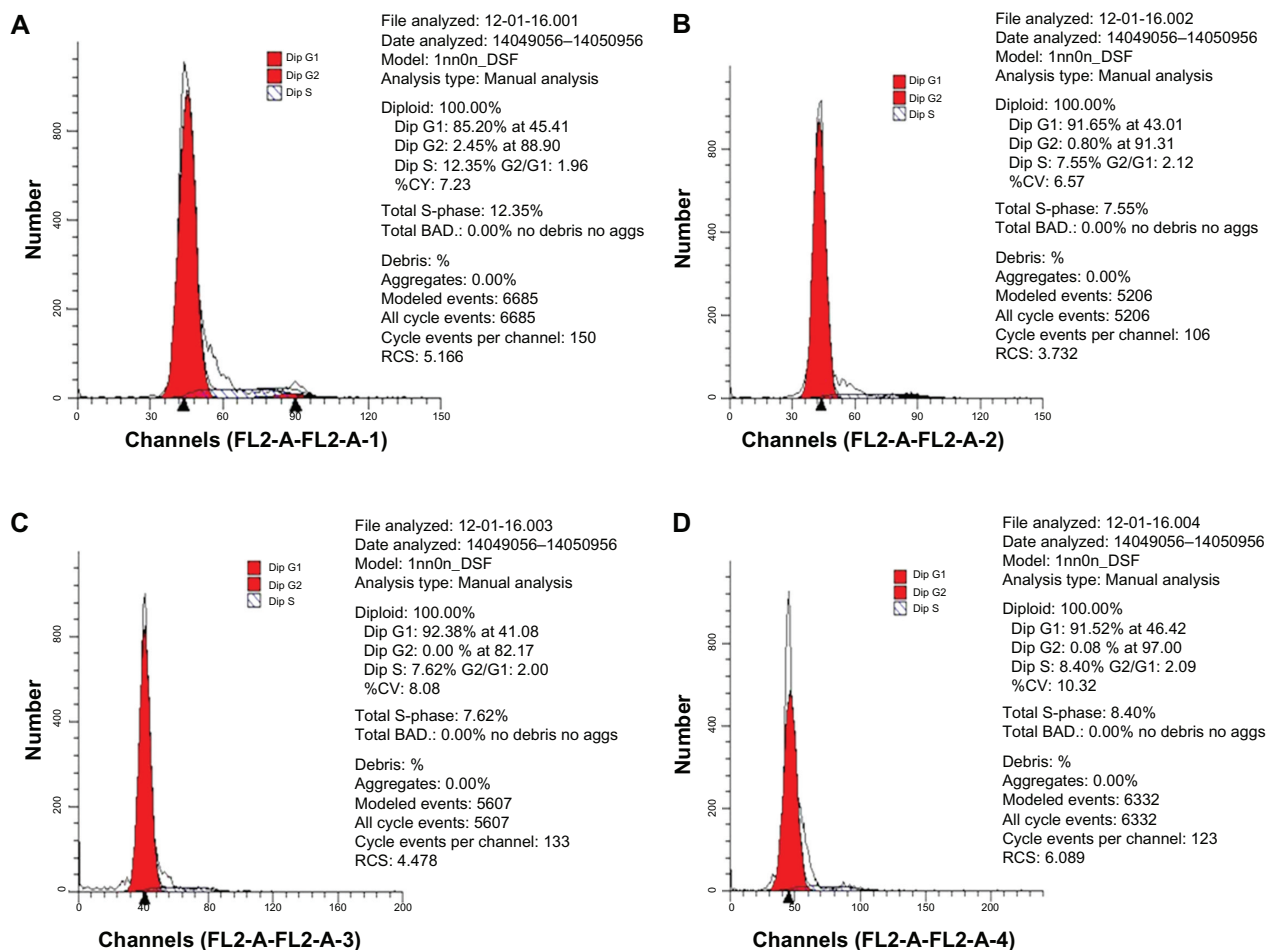 A
File analyzed: 12-01-16.001
Date analyzed: 14049056–14050956
Model: 1nn0n_DSF
Analysis type: Manual analysis
Diploid: 100.00%
Dip G1: 85.20% at 45.41
Dip G2: 2.45% at 88.90
Dip S: 12.35% G2/G1: 1.96
%CY: 7.23
Total S-phase: 12.35%
Total BAD.: 0.00% no debris no aggs
Debris: %
Aggregates: 0.00%
Modeled events: 6685
All cycle events: 6685
Cycle events per channel: 150
RCS: 5.166
Dip G1
Dip G2
Dip S
Number
800
400
200
0
0 30 60 90 120 150
Channels (FL2-A-FL2-A-1)
B
File analyzed: 12-01-16.002
Date analyzed: 14049056–14050956
Model: 1nn0n_DSF
Analysis type: Manual analysis
Diploid: 100.00%
Dip G1: 91.65% at 43.01
Dip G2: 0.80% at 91.31
Dip S: 7.55% G2/G1: 2.12
%CV: 6.57
Total S-phase: 7.55%
Total BAD.: 0.00% no debris no aggs
Debris: %
Aggregates: 0.00%
Modeled events: 5206
All cycle events: 5206
Cycle events per channel: 106
RCS: 3.732
Dip G1
Dip G2
Dip S
Number
800
400
200
0
0 30 60 90 120 150
Channels (FL2-A-FL2-A-2)
C
File analyzed: 12-01-16.003
Date analyzed: 14049056–14050956
Model: 1nn0n_DSF
Analysis type: Manual analysis
Diploid: 100.00%
Dip G1: 92.38% at 41.08
Dip G2: 0.00 % at 82.17
Dip S: 7.62% G2/G1: 2.00
%CV: 8.08
Total S-phase: 7.62%
Total BAD.: 0.00% no debris no aggs
Debris: %
Aggregates: 0.00%
Modeled events: 5607
All cycle events: 5607
Cycle events per channel: 133
RCS: 4.478
Dip G1
Dip G2
Dip S
Number
800
400
200
0
0 40 80 120 160 200
Channels (FL2-A-FL2-A-3)
D
File analyzed: 12-01-16.004
Date analyzed: 14049056–14050956
Model: 1nn0n_DSF
Analysis type: Manual analysis
Diploid: 100.00%
Dip G1: 91.52% at 46.42
Dip G2: 0.08 % at 97.00
Dip S: 8.40% G2/G1: 2.09
%CV: 10.32
Total S-phase: 8.40%
Total BAD.: 0.00% no debris no aggs
Debris: %
Aggregates: 0.00%
Modeled events: 6332
All cycle events: 6332
Cycle events per channel: 123
RCS: 6.089
Dip G1
Dip G2
Dip S
Number
800
400
200
0
0 50 100 150 200
Channels (FL2-A-FL2-A-4)